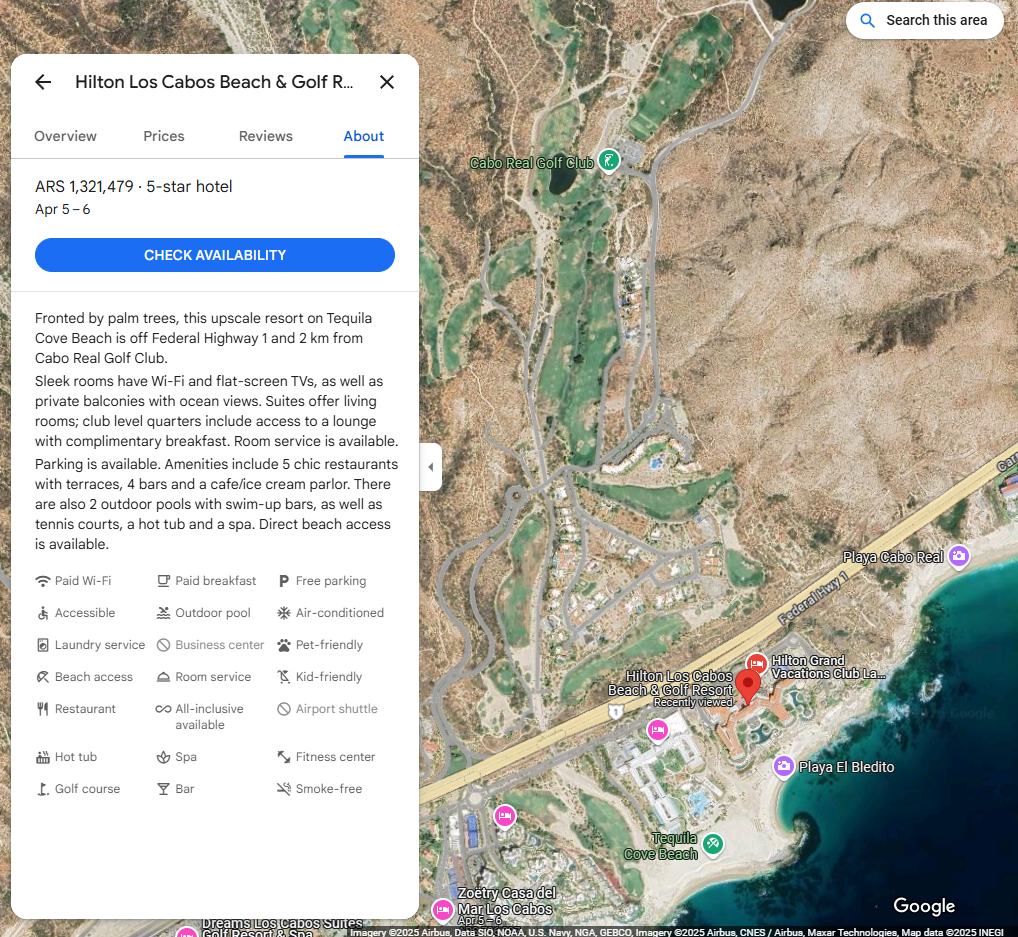 Search this area
Hilton Los Cabos Beach & Golf R...
Overview
Prices
Reviews
About
ARS 1,321,479 · 5-star hotel
Apr 5 – 6
CHECK AVAILABILITY
Fronted by palm trees, this upscale resort on Tequila
Cove Beach is off Federal Highway 1 and 2 km from
Cabo Real Golf Club.
Sleek rooms have Wi-Fi and flat-screen TVs, as well as
private balconies with ocean views. Suites offer living
rooms; club level quarters include access to a lounge
with complimentary breakfast. Room service is available.
Parking is available. Amenities include 5 chic restaurants
with terraces, 4 bars and a cafe/ice cream parlor. There
are also 2 outdoor pools with swim-up bars, as well as
tennis courts, a hot tub and a spa. Direct beach access
is available.
Paid Wi-Fi
Paid breakfast
Free parking
Accessible
Outdoor pool
Air-conditioned
Laundry service
Business center
Pet-friendly
Beach access
Room service
Kid-friendly
Restaurant
All-inclusive
available
Airport shuttle
Hot tub
Spa
Fitness center
Golf course
Bar
Smoke-free
Cabo Real Golf Club
Playa Cabo Real
Federal Hwy 1
Hilton Grand
Vacations Club La...
Hilton Los Cabos
Beach & Golf Resort
Recently viewed
1
Playa El Bledito
Tequila
Cove Beach
Zoëtry Casa del
Mar Los Cabos
Apr 5 – 6
Dreams Los Cabos Suites
Golf Resort & Spa
Google
Imagery ©2025 Airbus, Data SIO, NOAA, U.S. Navy, NGA, GEBCO, Imagery ©2025 Airbus, CNES / Airbus, Maxar Technologies, Map data ©2025 INEGI